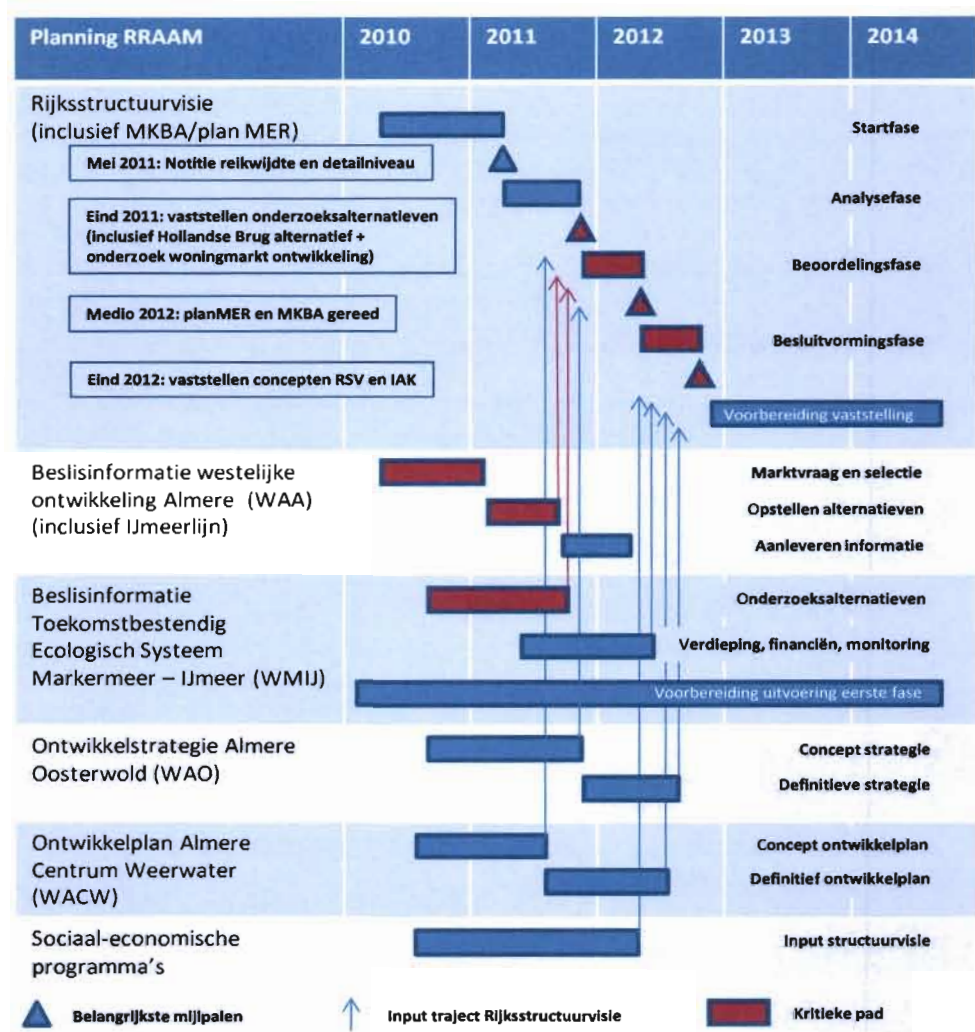 Planning RRAAM 2010 2011 2012 2013 2014
Rijksstructuurvisie
(inclusief MKBA/plan MER)
Startfase
Mei 2011: Notitie reikwijdte en detailniveau
Analysefase
Eind 2011: vaststellen onderzoeksalternatieven
(inclusief Hollandse Brug alternatief +
onderzoek woningmarkt ontwikkeling)
Beoordelingsfase
Medio 2012: planMER en MKBA gereed
Besluitvormingsfase
Eind 2012: vaststellen concepten RSV en IAK
Voorbereiding vaststelling
Beslisinformatie westelijke
ontwikkeling Almere (WAA)
(inclusief IJmeerlijn)
Marktvraag en selectie
Opstellen alternatieven
Aanleveren informatie
Beslisinformatie
Toekomstbestendig
Ecologisch Systeem
Markermeer – IJmeer (WMIJ)
Onderzoeksalternatieven
Verdieping, financiën, monitoring
Voorbereiding uitvoering eerste fase
Ontwikkelstrategie Almere
Oosterwold (WAO)
Concept strategie
Definitieve strategie
Ontwikkelplan Almere
Centrum Weerwater
(WACW)
Concept ontwikkelplan
Definitief ontwikkelplan
Sociaal-economische
programma's
Input structuurvisie
Belangrijkste mijlpalen
Input traject Rijksstructuurvisie
Kritieke pad